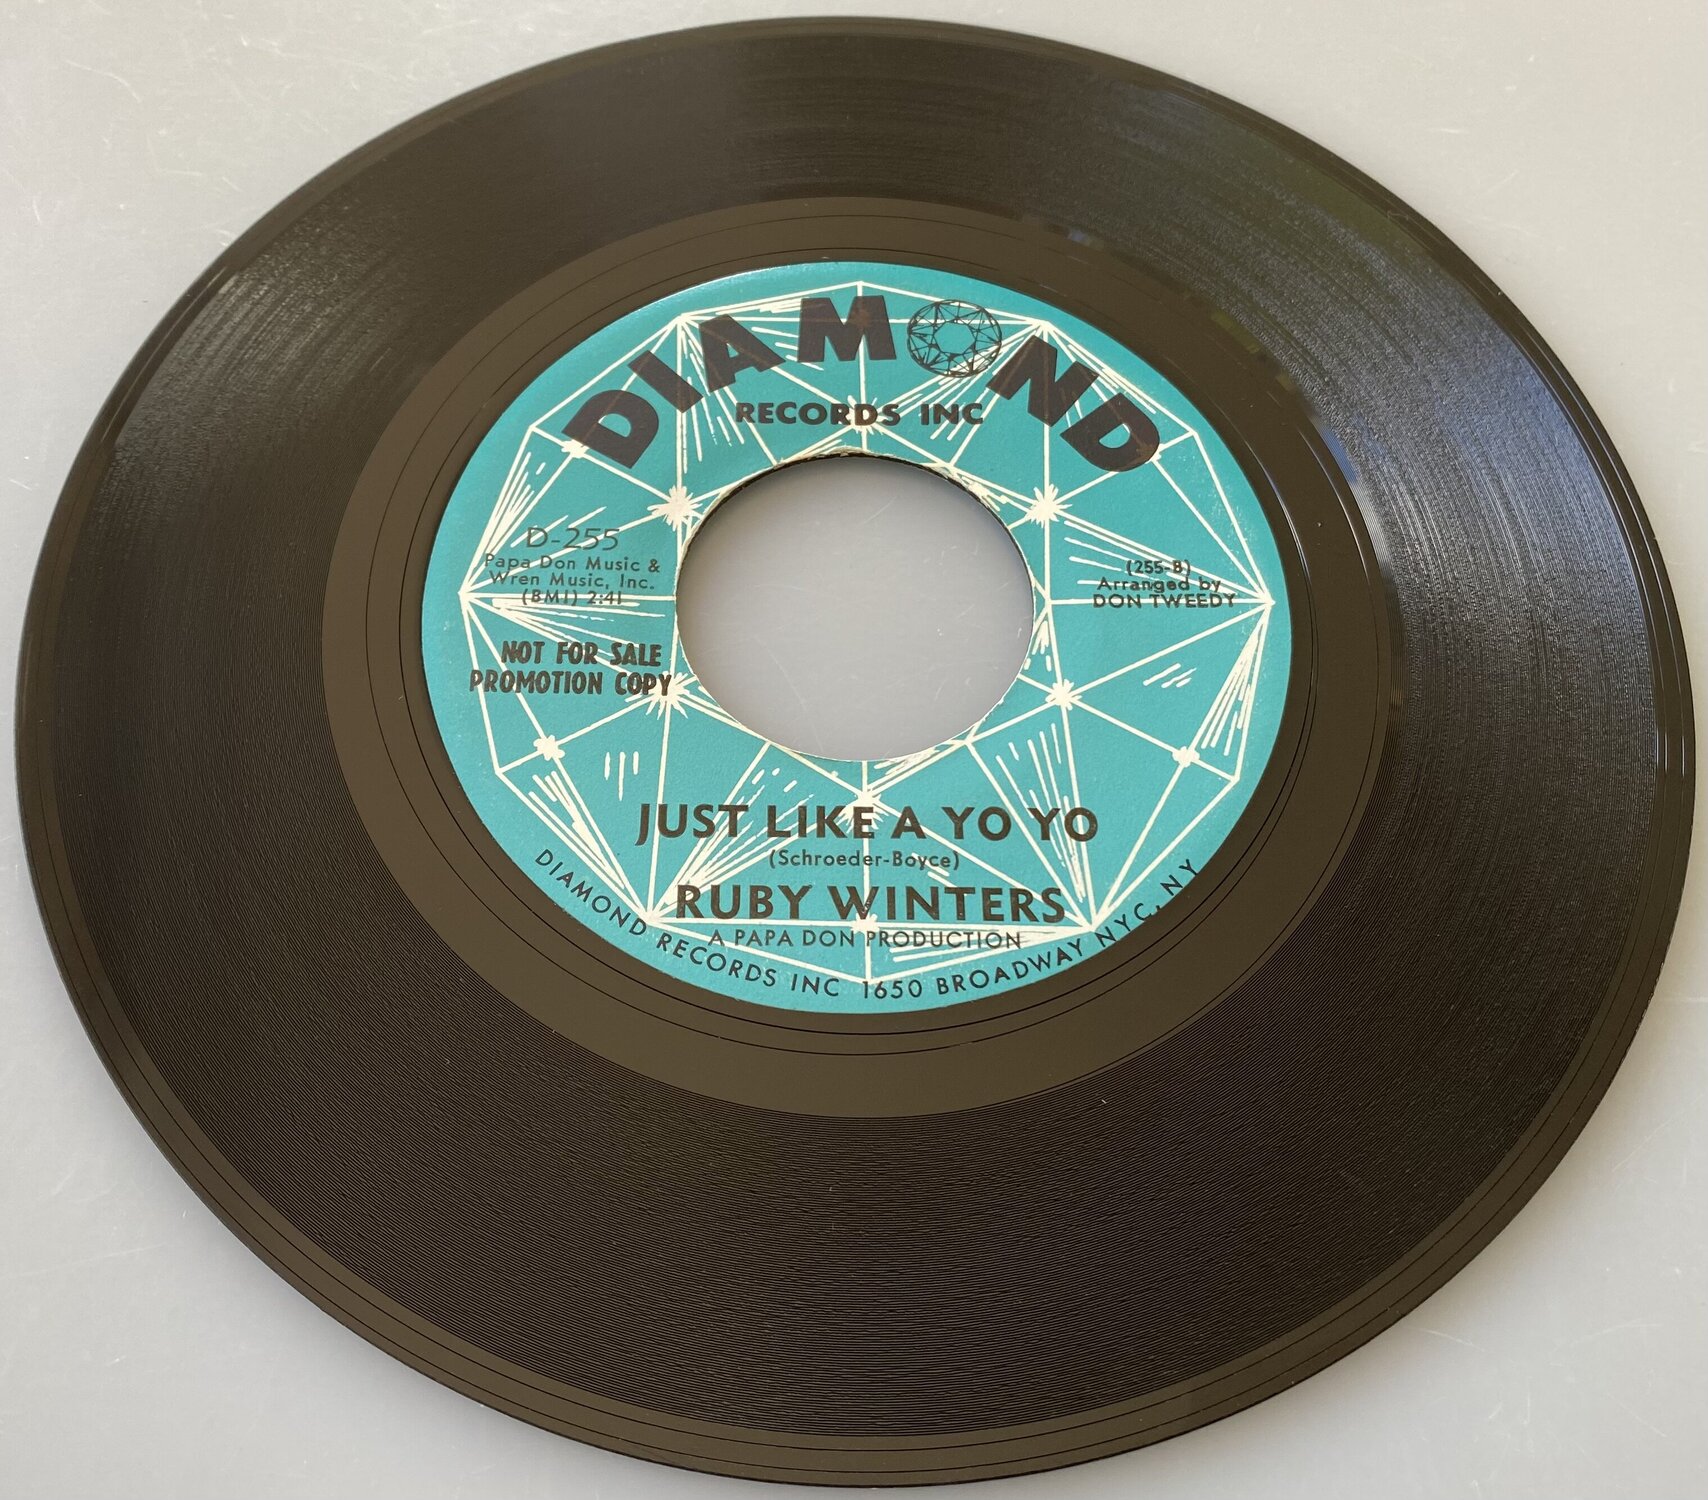 DIAMOND
RECORDS INC
D-255
Papa Don Music &
Wren Music, Inc.
(BMI) 2:41
NOT FOR SALE
PROMOTION COPY
(255-B)
Arranged by
DON TWEEDY
JUST LIKE A YO YO
(Schroeder-Boyce)
RUBY WINTERS
A PAPA DON PRODUCTION
DIAMOND RECORDS INC 1650 BROADWAY NYC, NY